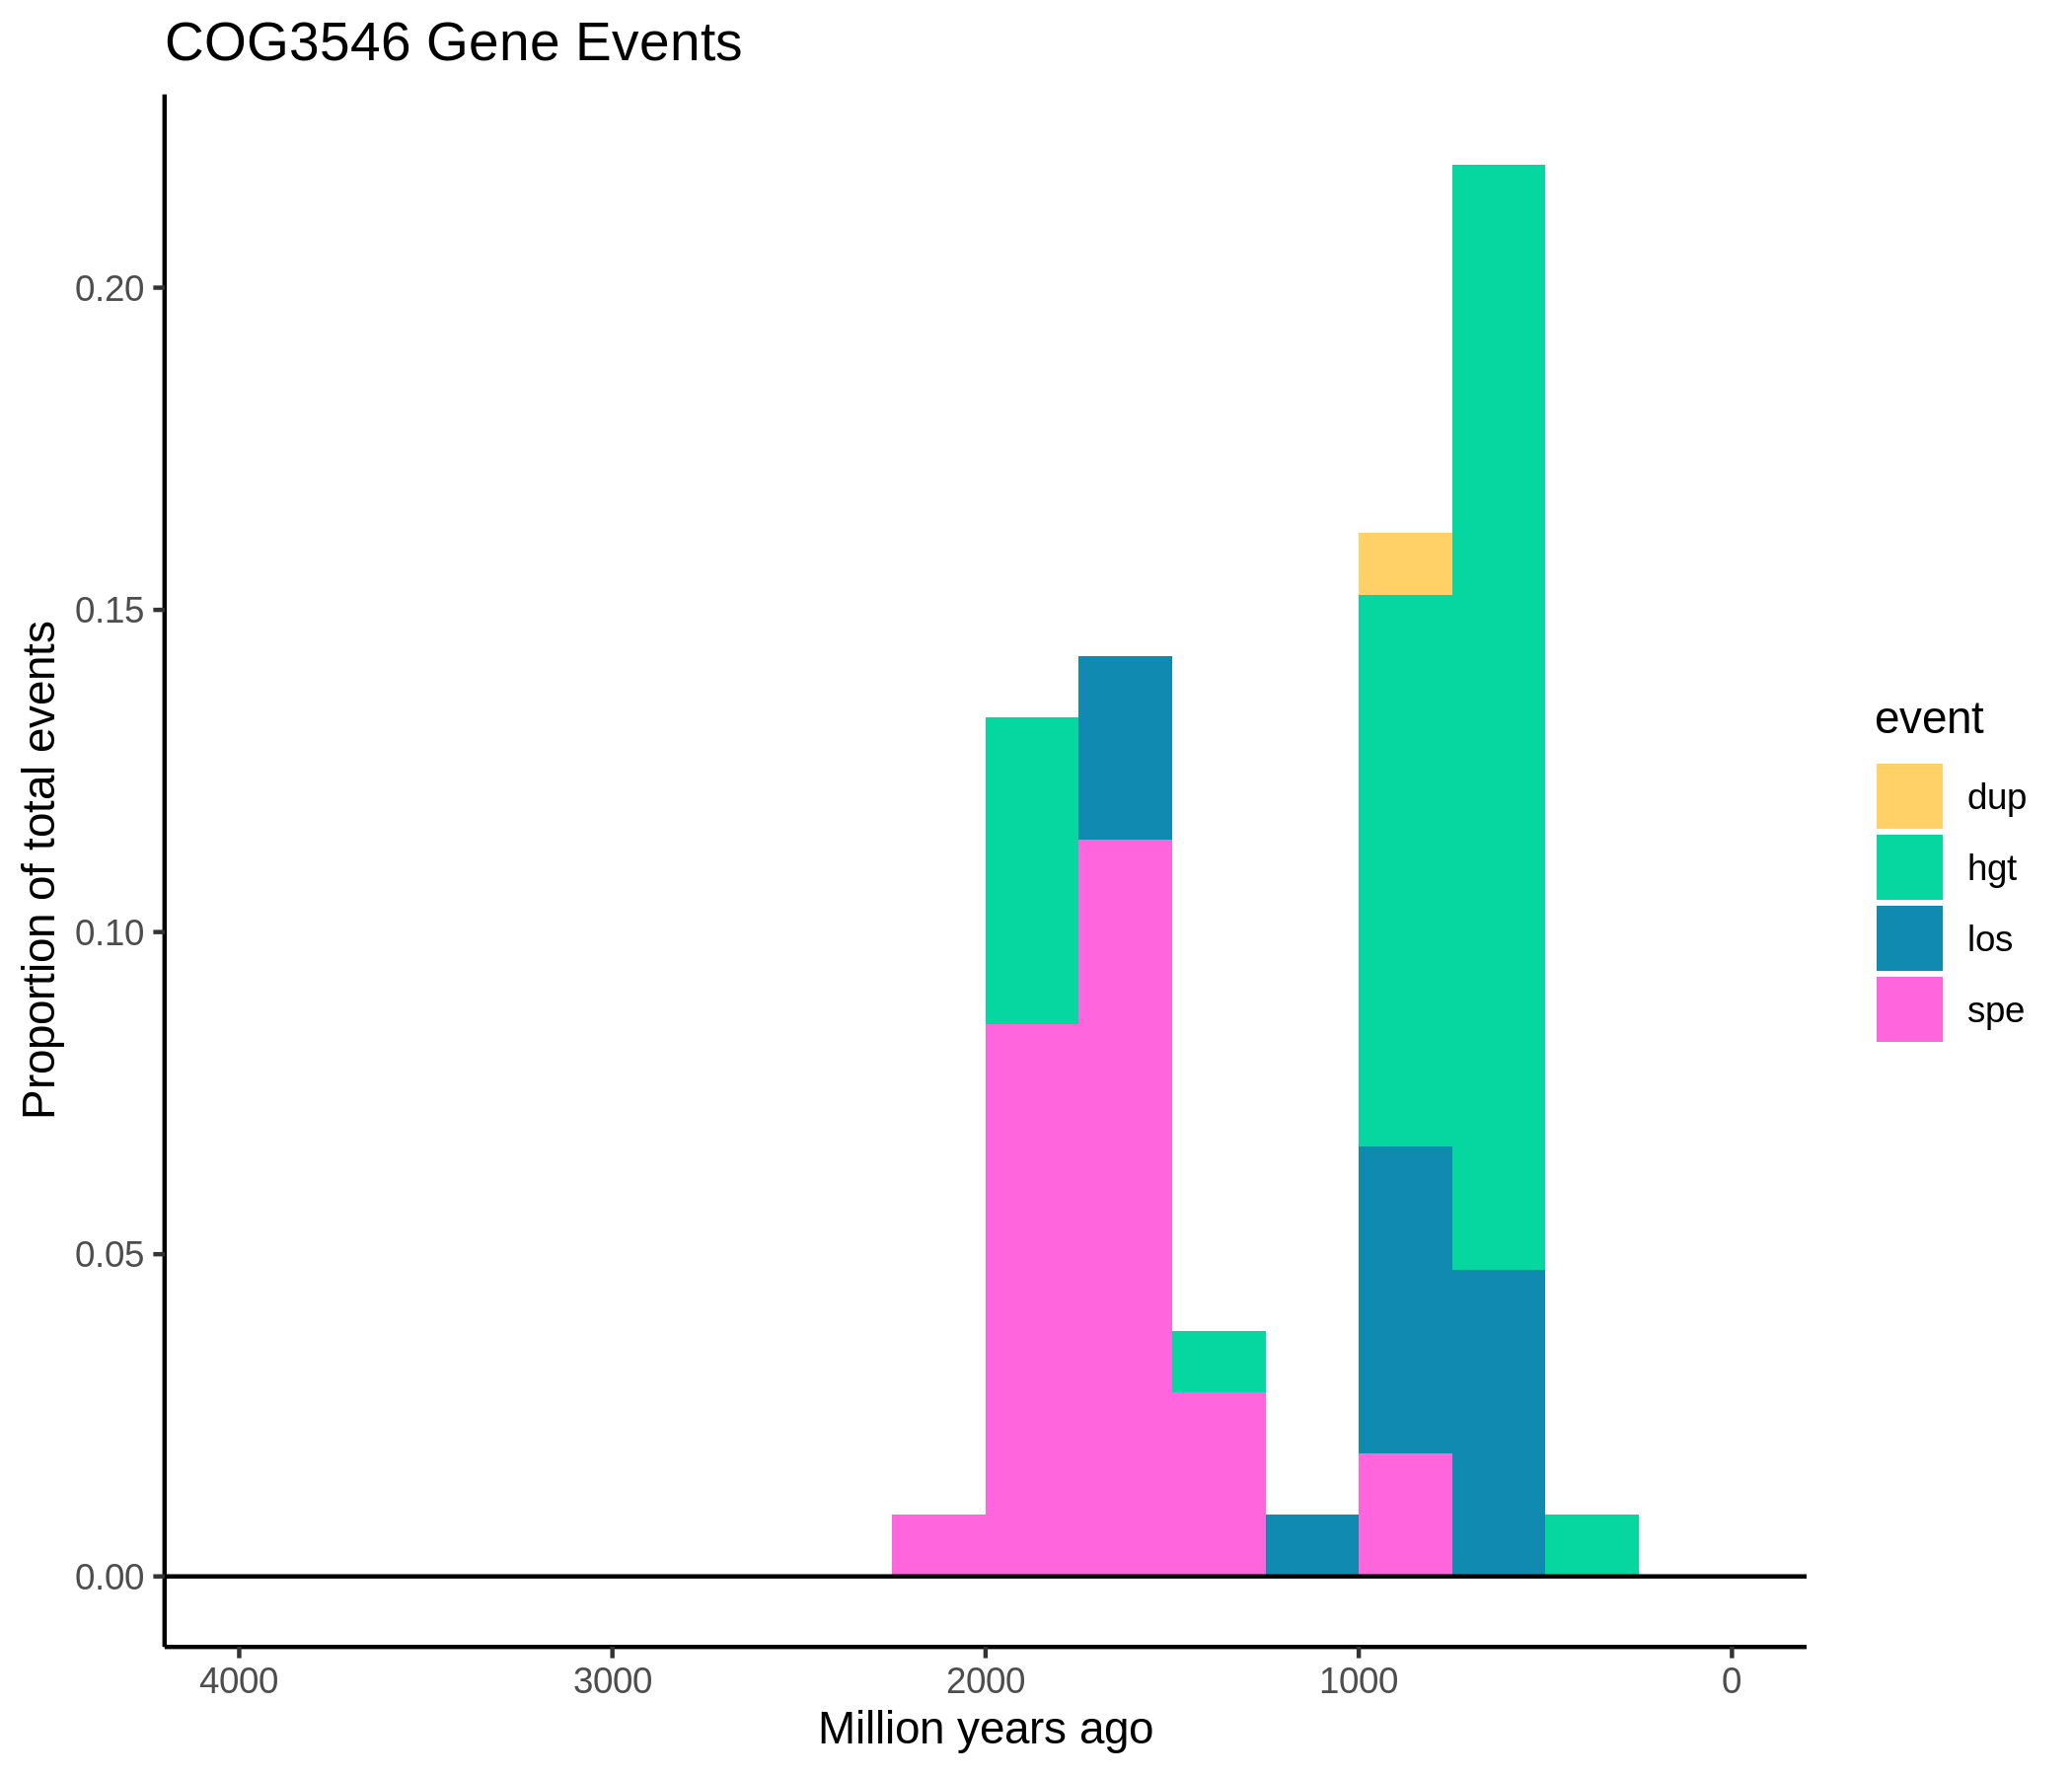 COG3546 Gene Events
Proportion of total events
0.20
0.15
0.10
0.05
0.00
4000 3000 2000 1000 0
Million years ago
event
dup
hgt
los
spe